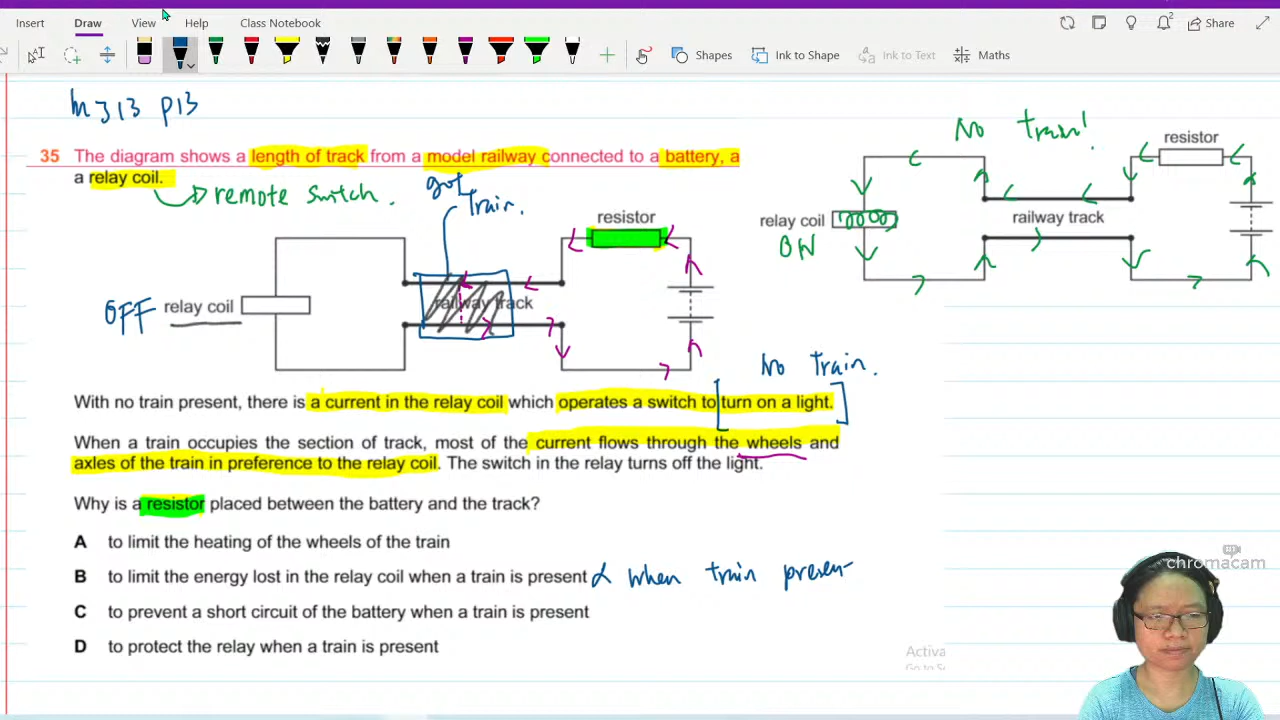 Insert Draw View Help Class Notebook Share
Shapes Ink to Shape Ink to Text Maths
mj13 p13
No train!
35 The diagram shows a length of track from a model railway connected to a battery, a
a relay coil.
remote switch.
got
train.
resistor
resistor
relay coil
railway track
ON
OFF
relay coil
railway track
No train.
With no train present, there is a current in the relay coil which operates a switch to turn on a light.
When a train occupies the section of track, most of the current flows through the wheels and
axles of the train in preference to the relay coil. The switch in the relay turns off the light.
Why is a resistor placed between the battery and the track?
A to limit the heating of the wheels of the train
B to limit the energy lost in the relay coil when a train is present
when train present
C to prevent a short circuit of the battery when a train is present
D to protect the relay when a train is present
chromacam
Activa
Go to Se